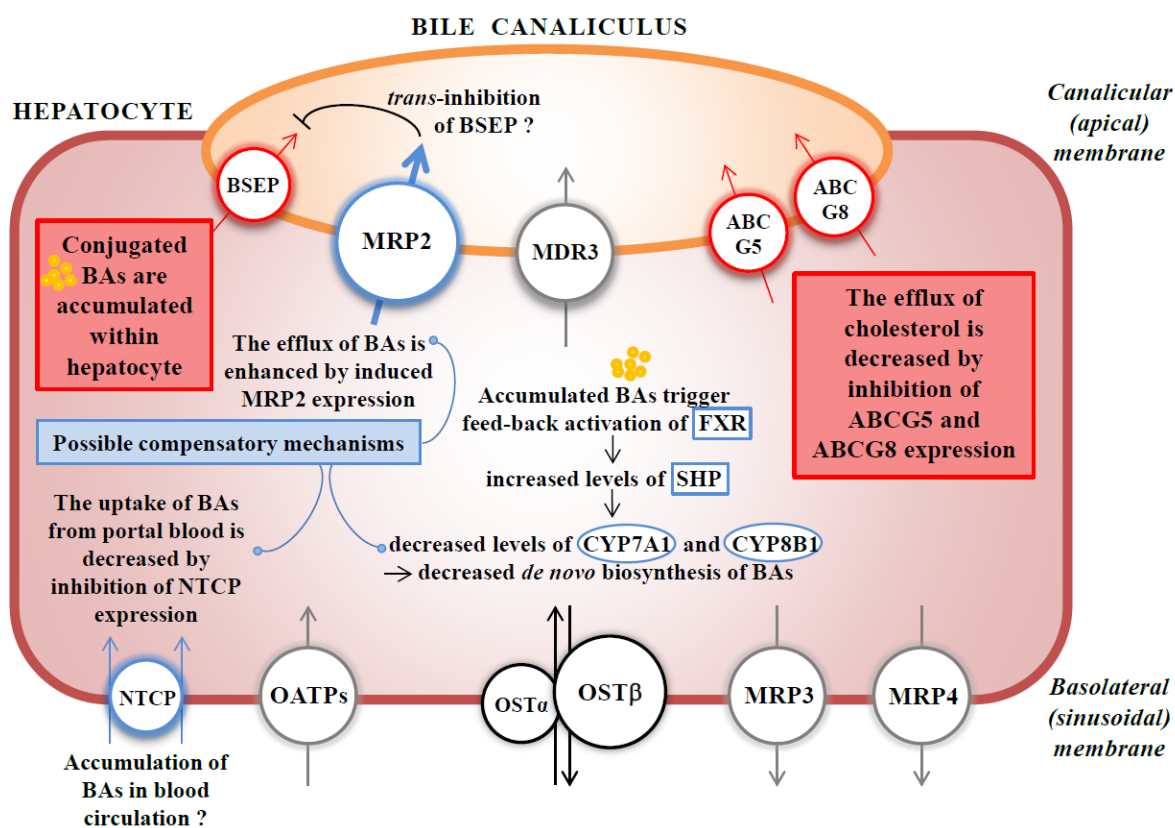 BILE CANALICULUS
HEPATOCYTE
trans-inhibition
of BSEP ?
Canalicular
(apical)
membrane
BSEP
MRP2
MDR3
ABC
G5
ABC
G8
Conjugated
BAs are
accumulated
within
hepatocyte
The efflux of
cholesterol is
decreased by
inhibition of
ABCG5 and
ABCG8 expression
The efflux of BAs is
enhanced by induced
MRP2 expression
Accumulated BAs trigger
feed-back activation of FXR
Possible compensatory mechanisms
increased levels of SHP
The uptake of BAs
from portal blood is
decreased by
inhibition of NTCP
expression
decreased levels of CYP7A1 and CYP8B1
→ decreased de novo biosynthesis of BAs
NTCP
OATPs
OSTα
OSTβ
MRP3
MRP4
Basolateral
(sinusoidal)
membrane
Accumulation of
BAs in blood
circulation ?